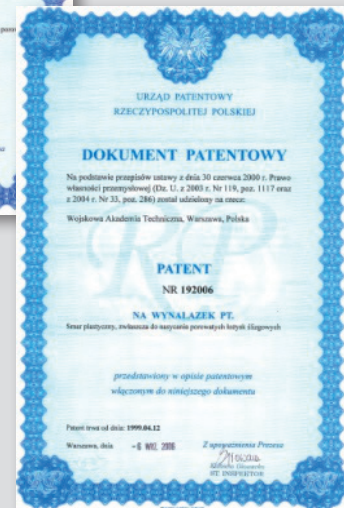 URZĄD PATENTOWY
RZECZYPOSPOLITEJ POLSKIEJ
DOKUMENT PATENTOWY
Na podstawie przepisów ustawy z dnia 30 czerwca 2000 r. Prawo
własności przemysłowej (Dz. U. z 2003 r. Nr 119, poz. 1117 oraz
z 2004 r. Nr 33, poz. 286) został udzielony na rzecz:
Wojskowa Akademia Techniczna, Warszawa, Polska
PATENT
NR 192006
NA WYNALAZEK PT.
Smar plastyczny, zwłaszcza do nasycania porowatych łożysk ślizgowych
przedstawiony w opisie patentowym
włączonym do niniejszego dokumentu
Patent trwa od dnia: 1999.04.12
Warszawa, dnia -6 WRZ. 2006 Z upoważnienia Prezesa
ST. INSPEKTOR